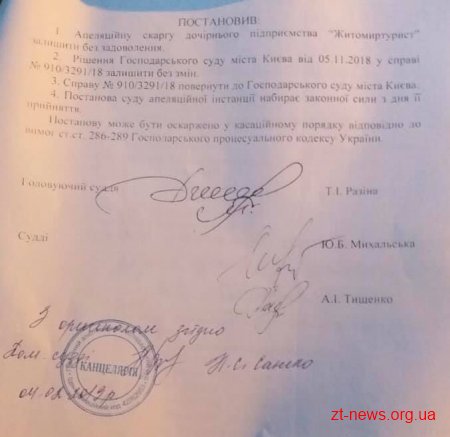 ПОСТАНОВИВ:
1 Апеляційну скаргу дочірнього підприємства "Житомиртурист"
залишити без задоволення.
2. Рішення Господарського суду міста Києва від 05.11.2018 у справі
№ 910/3291/18 залишити без змін.
3. Справу № 910/3291/18 повернути до Господарського суду міста Києва.
4. Постанова суду апеляційної інстанції набирає законної сили з дня її
прийняття.
Постанову може бути оскаржено у касаційному порядку відповідно до
вимог ст.ст. 286-289 Господарського процесуального кодексу України.
Головуючий суддя
Т.І. Разіна
Судді
Ю.Б. Михальська
А.І. Тищенко
З оригіналом згідно
КАНЦЕЛЯРІЯ
zt-news.org.ua